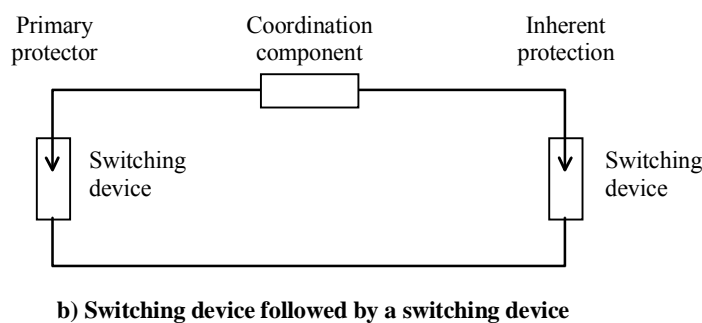 Primary
protector
Coordination
component
Inherent
protection
Switching
device
Switching
device
b) Switching device followed by a switching device